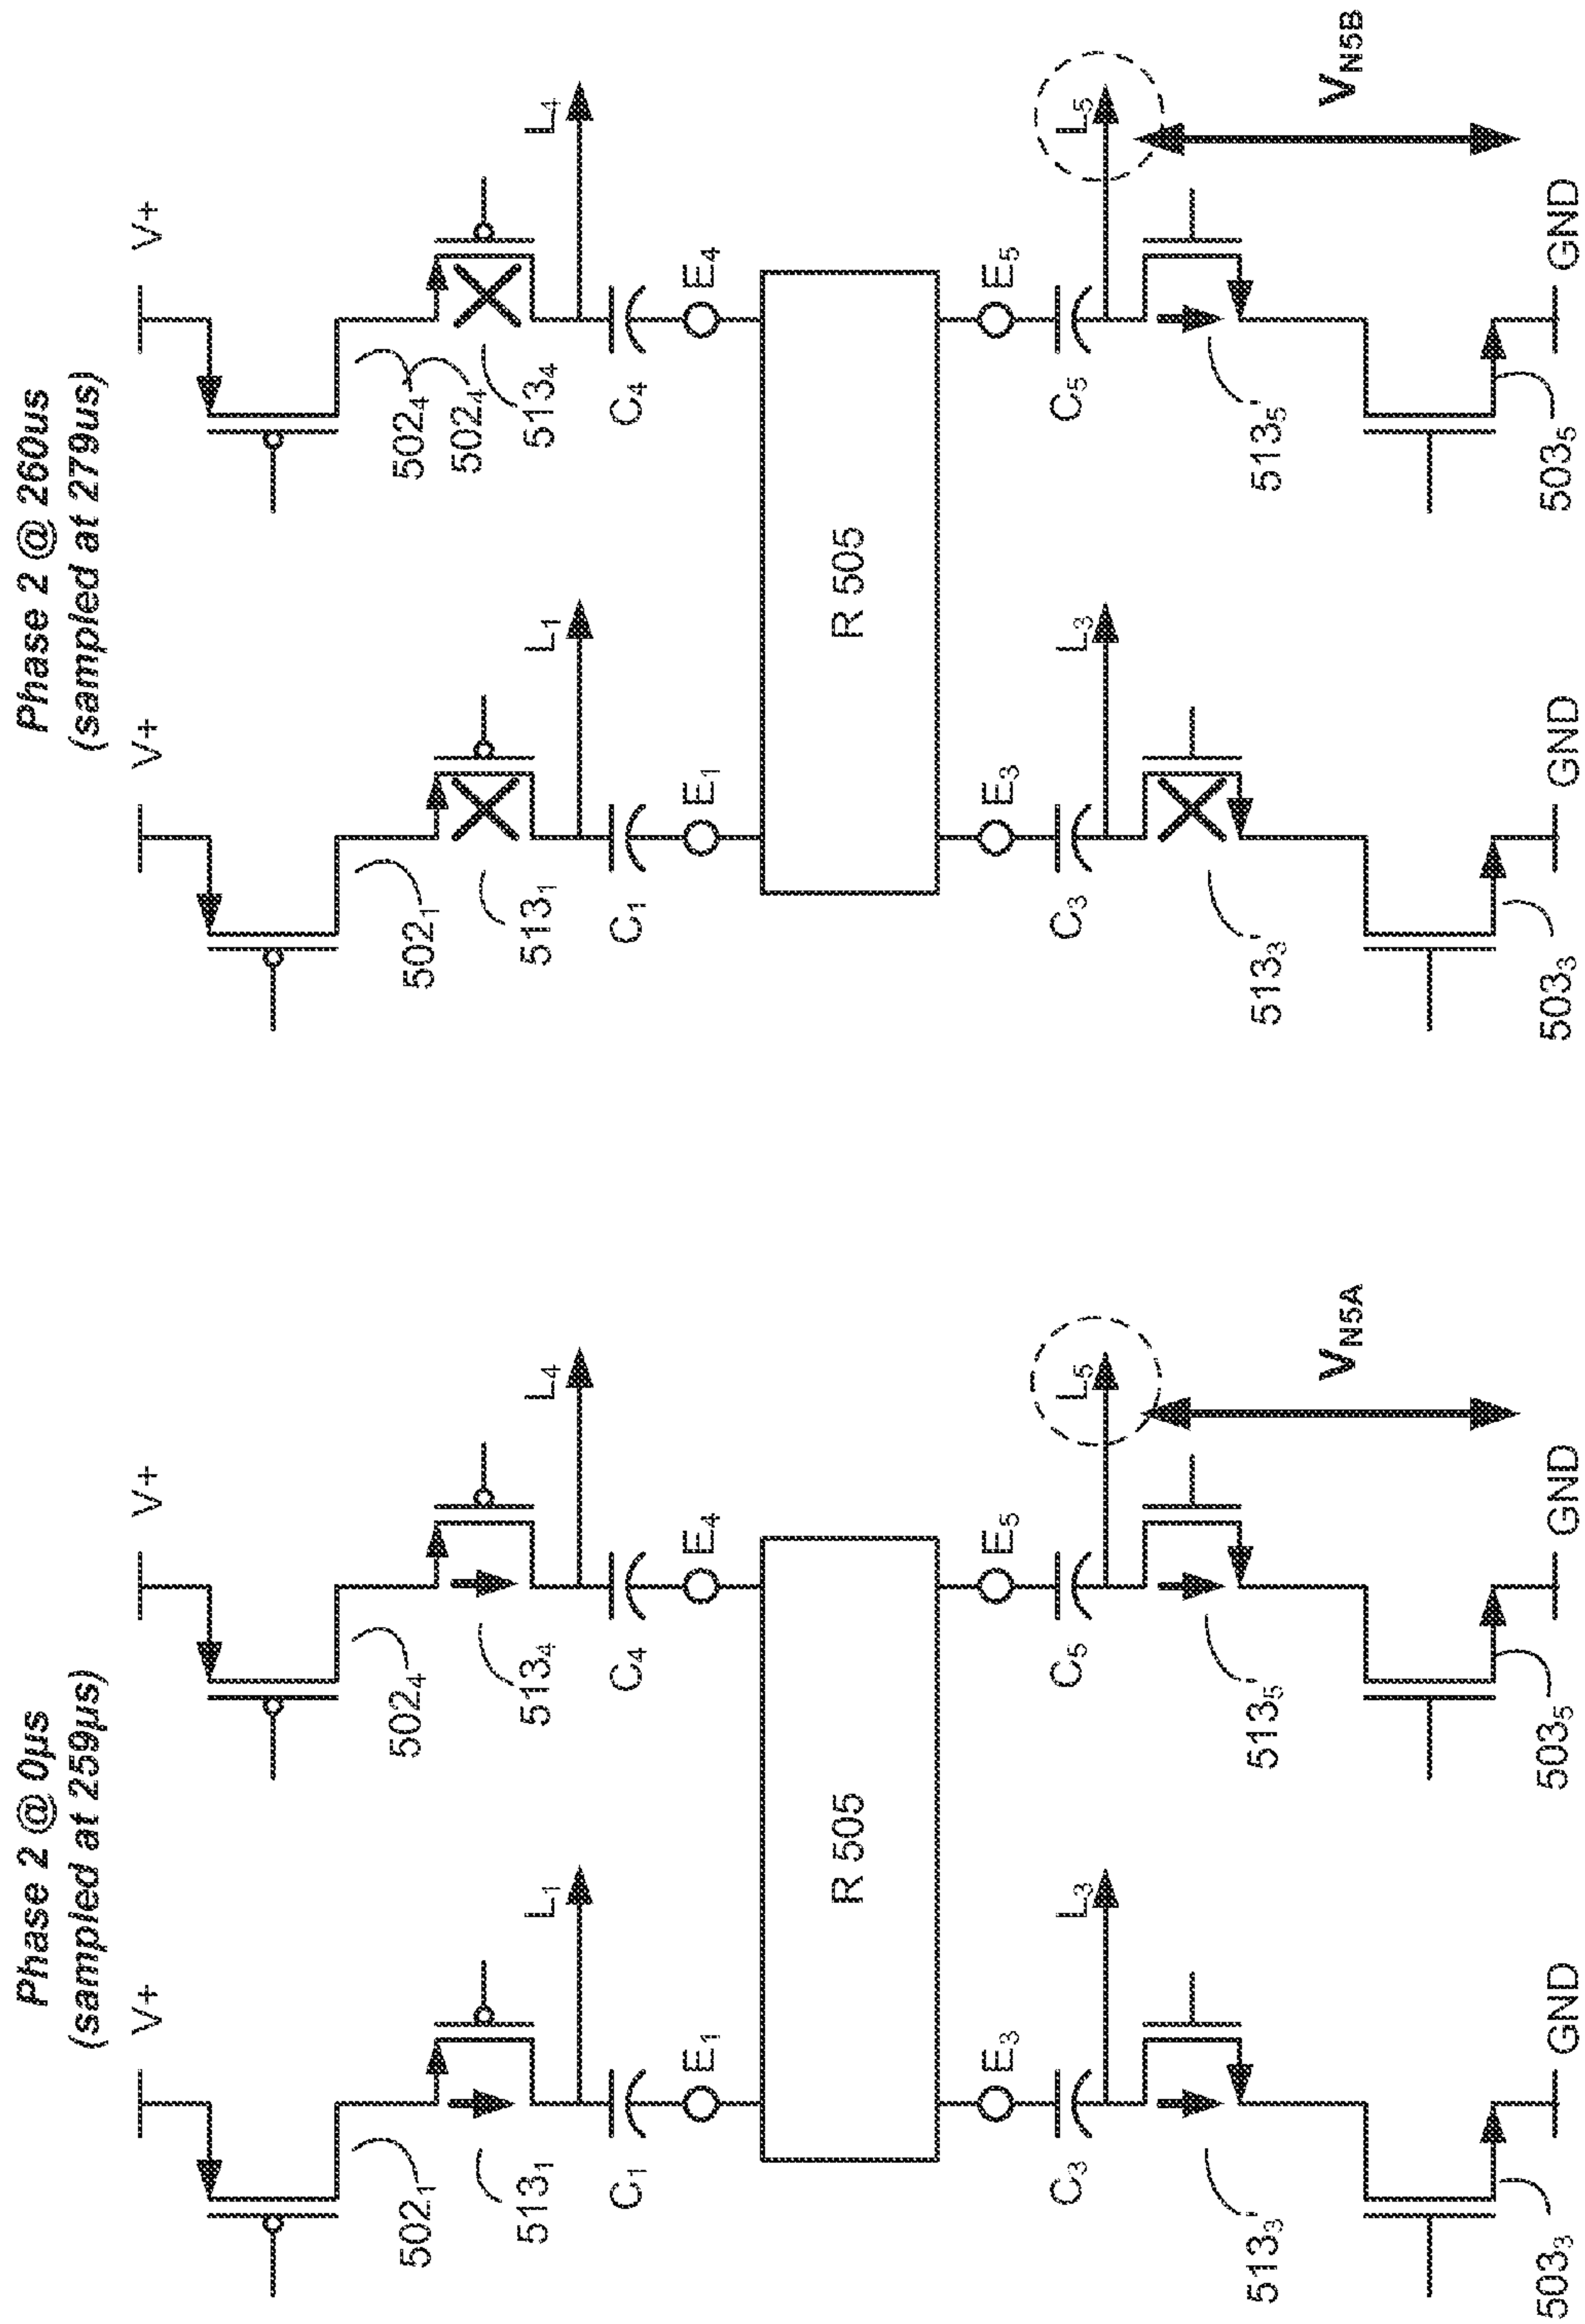 Phase 2 @ 0µs
(sampled at 259µs)
V+
V+
502₁
502₄
513₁
513₄
L₁
L₄
C₁
C₄
E₁
E₄
R 505
E₃
E₅
C₃
C₅
L₃
L₅
513₃'
513₅'
V_N5A
503₃
503₅
GND
GND
Phase 2 @ 260us
(sampled at 279us)
V+
V+
502₁
502₄
502₄
513₁
513₄
L₁
L₄
C₁
C₄
E₁
E₄
R 505
E₃
E₅
C₃
C₅
L₃
L₅
513₃'
513₅'
V_N5B
503₃
503₅
GND
GND